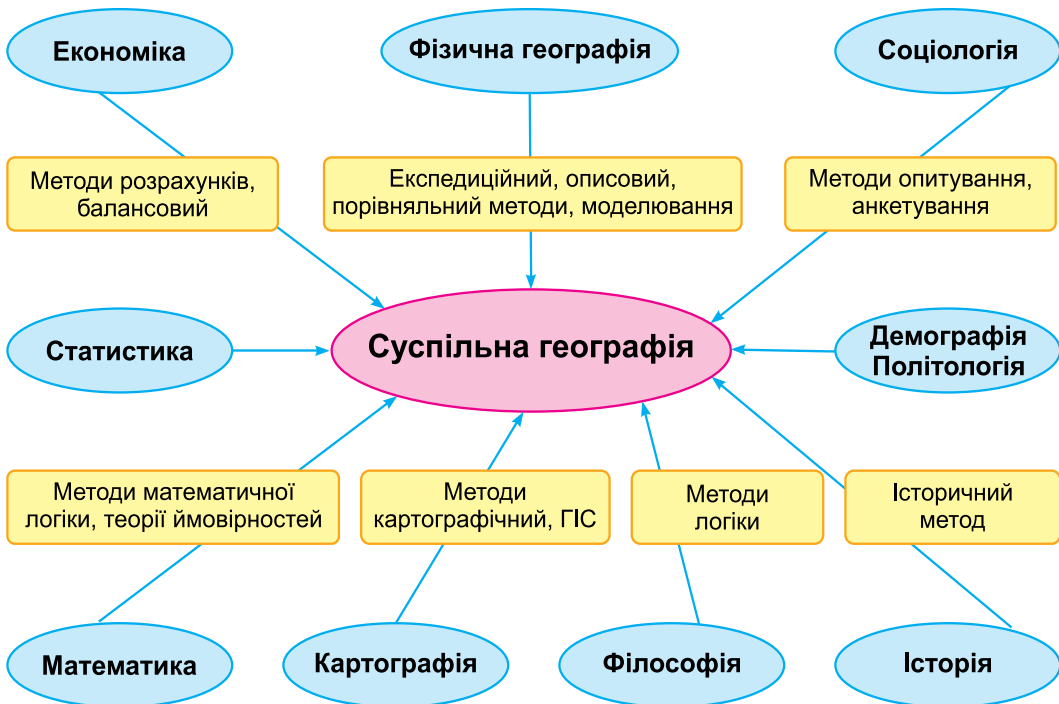 Економіка
Фізична географія
Соціологія
Методи розрахунків,
балансовий
Експедиційний, описовий,
порівняльний методи, моделювання
Методи опитування,
анкетування
Статистика
Суспільна географія
Демографія
Політологія
Методи математичної
логіки, теорії ймовірностей
Методи
картографічний, ГІС
Методи
логіки
Історичний
метод
Математика
Картографія
Філософія
Історія